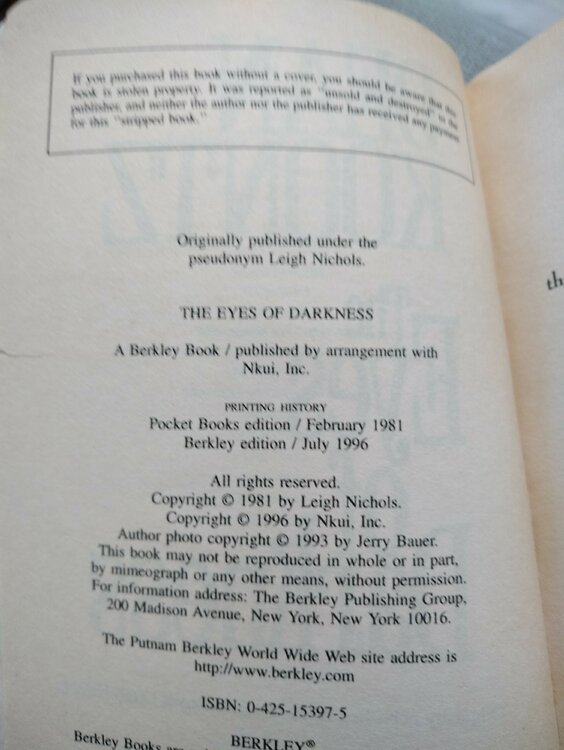 If you purchased this book without a cover, you should be aware that this
book is stolen property. It was reported as "unsold and destroyed" to the
publisher, and neither the author nor the publisher has received any payment
for this "stripped book."
Originally published under the
pseudonym Leigh Nichols.
THE EYES OF DARKNESS
A Berkley Book / published by arrangement with
Nkui, Inc.
PRINTING HISTORY
Pocket Books edition / February 1981
Berkley edition / July 1996
All rights reserved.
Copyright © 1981 by Leigh Nichols.
Copyright © 1996 by Nkui, Inc.
Author photo copyright © 1993 by Jerry Bauer.
This book may not be reproduced in whole or in part,
by mimeograph or any other means, without permission.
For information address: The Berkley Publishing Group,
200 Madison Avenue, New York, New York 10016.
The Putnam Berkley World Wide Web site address is
http://www.berkley.com
ISBN: 0-425-15397-5
BERKLEY®
Berkley Books are
th